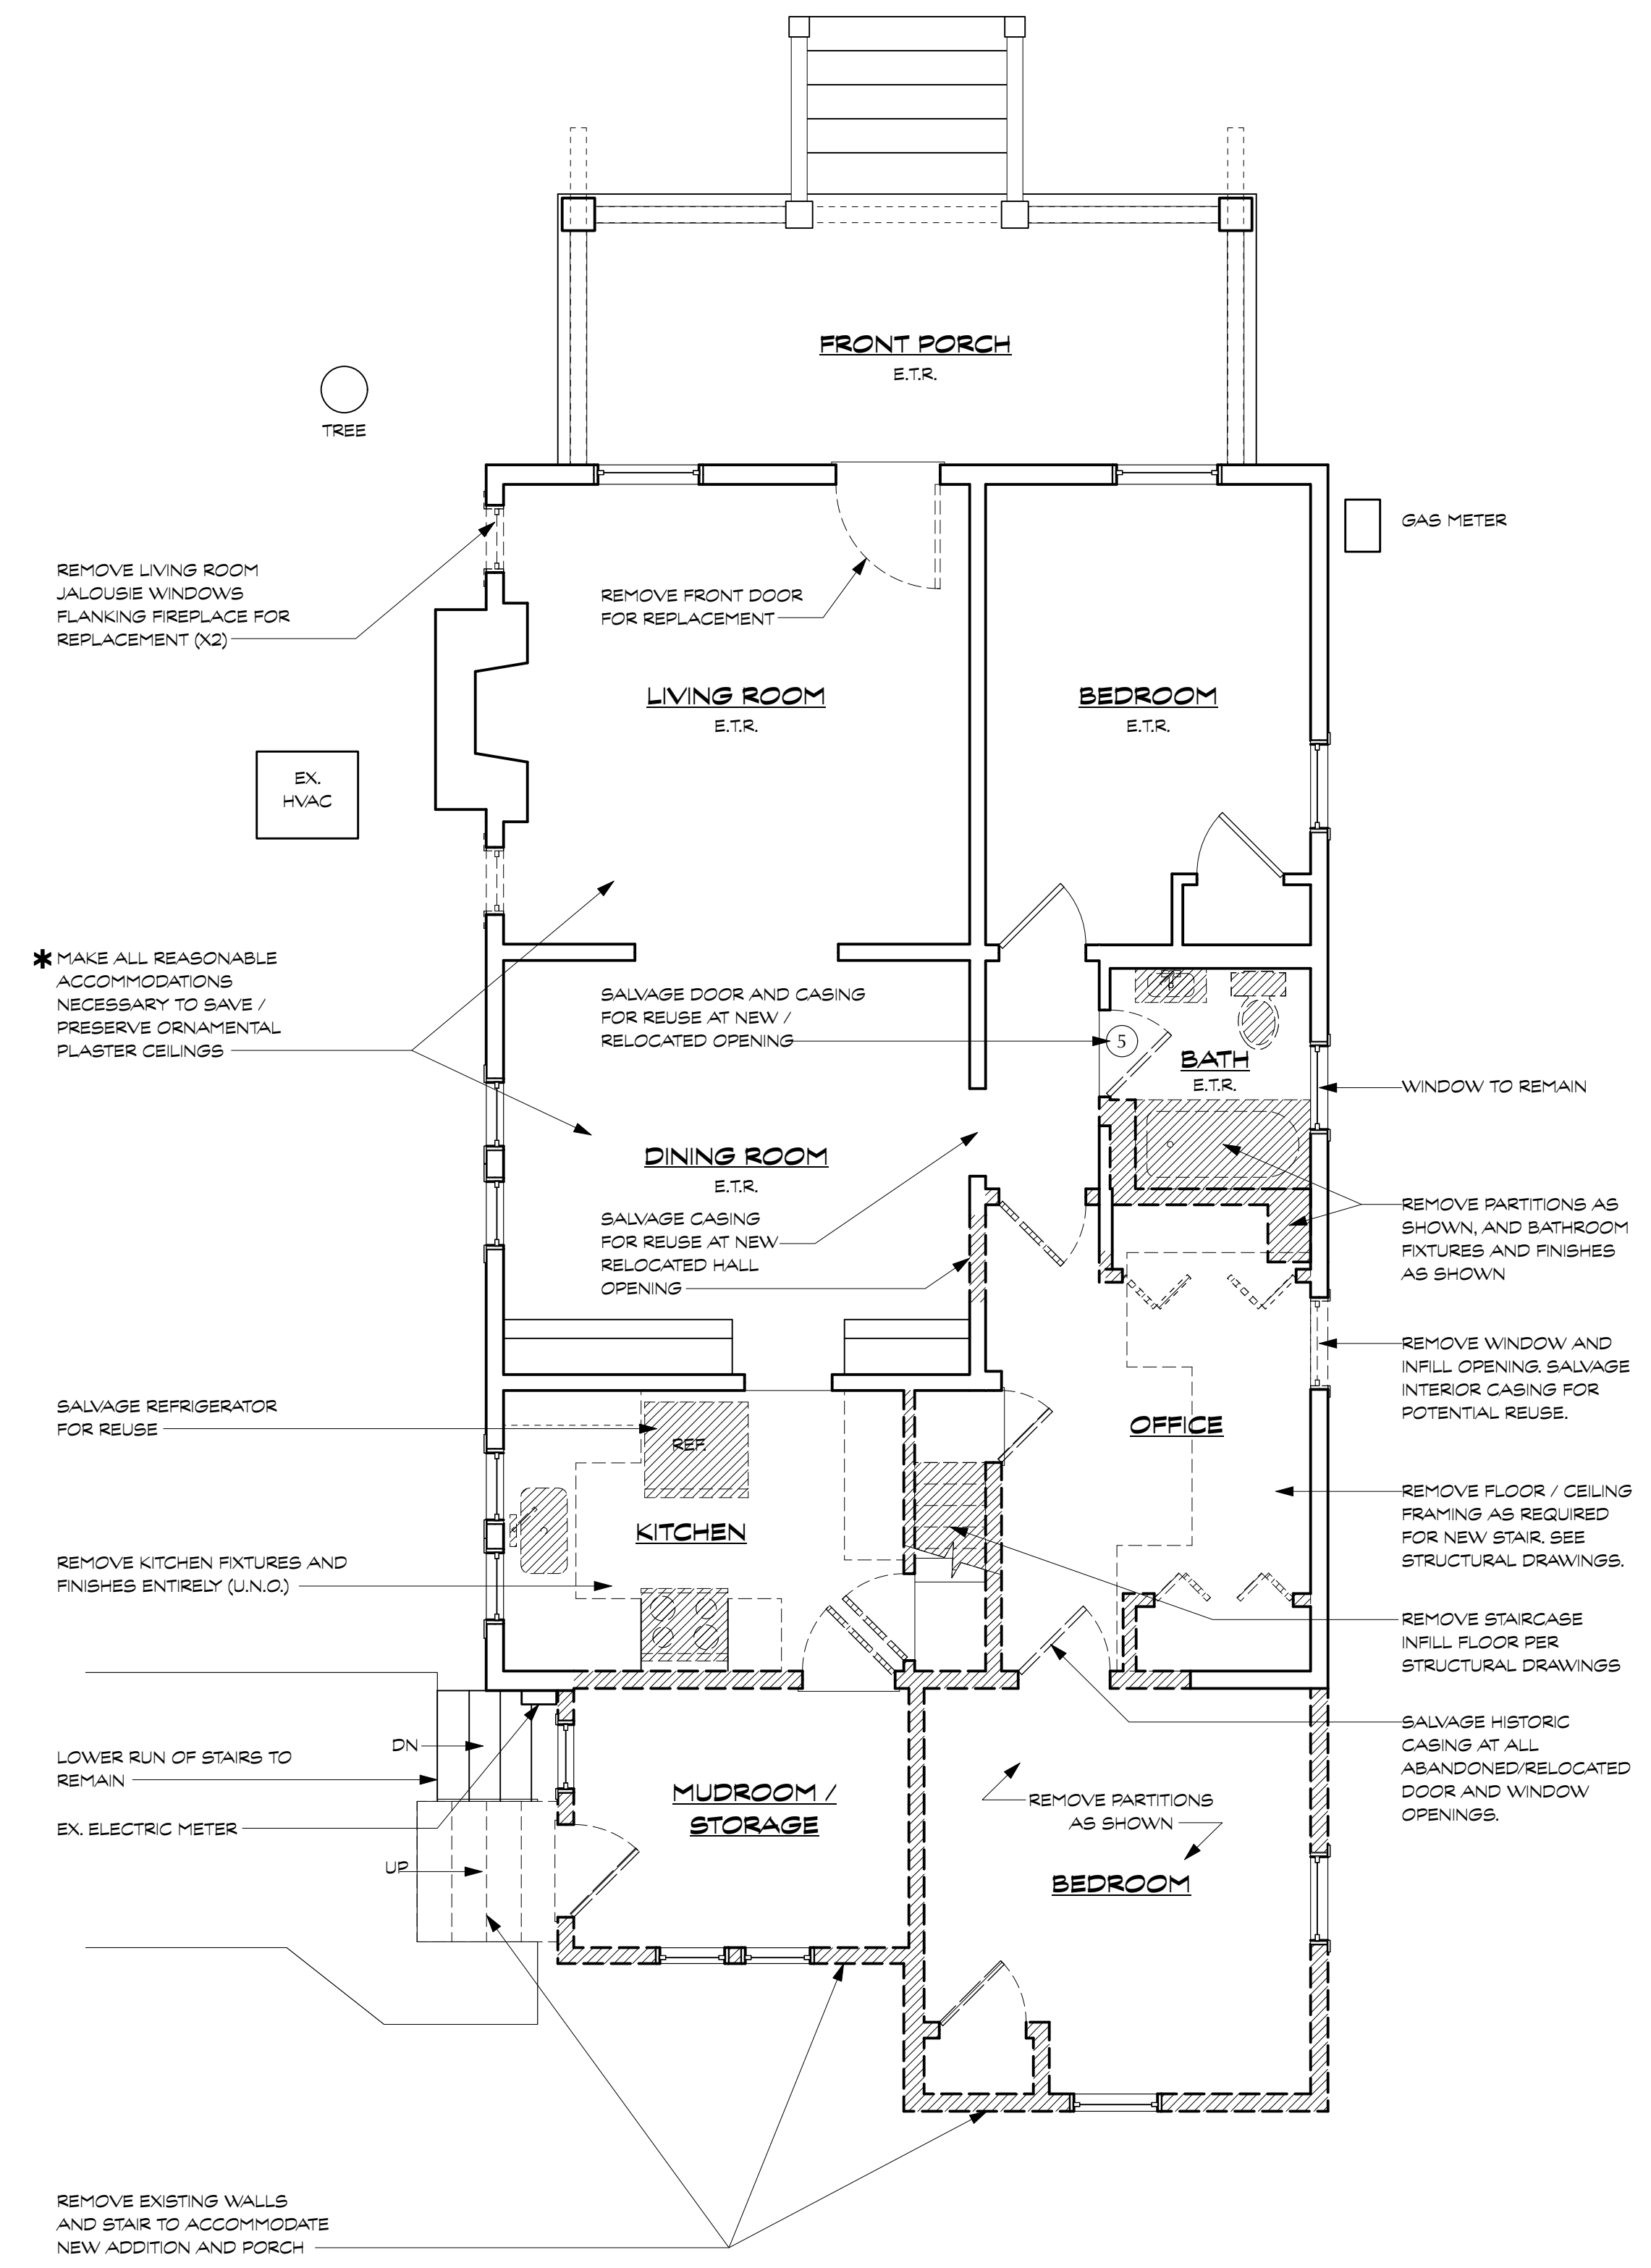 FRONT PORCH
E.T.R.
TREE
GAS METER
REMOVE LIVING ROOM
JALOUSIE WINDOWS
FLANKING FIREPLACE FOR
REPLACEMENT (X2)
REMOVE FRONT DOOR
FOR REPLACEMENT
LIVING ROOM
E.T.R.
BEDROOM
E.T.R.
EX.
HVAC
* MAKE ALL REASONABLE
ACCOMMODATIONS
NECESSARY TO SAVE /
PRESERVE ORNAMENTAL
PLASTER CEILINGS
SALVAGE DOOR AND CASING
FOR REUSE AT NEW /
RELOCATED OPENING
5
BATH
E.T.R.
WINDOW TO REMAIN
DINING ROOM
E.T.R.
SALVAGE CASING
FOR REUSE AT NEW
RELOCATED HALL
OPENING
REMOVE PARTITIONS AS
SHOWN, AND BATHROOM
FIXTURES AND FINISHES
AS SHOWN
REMOVE WINDOW AND
INFILL OPENING. SALVAGE
INTERIOR CASING FOR
POTENTIAL REUSE.
SALVAGE REFRIGERATOR
FOR REUSE
REF.
OFFICE
REMOVE FLOOR / CEILING
FRAMING AS REQUIRED
FOR NEW STAIR. SEE
STRUCTURAL DRAWINGS.
KITCHEN
REMOVE KITCHEN FIXTURES AND
FINISHES ENTIRELY (U.N.O.)
REMOVE STAIRCASE
INFILL FLOOR PER
STRUCTURAL DRAWINGS
SALVAGE HISTORIC
CASING AT ALL
ABANDONED/RELOCATED
DOOR AND WINDOW
OPENINGS.
DN
LOWER RUN OF STAIRS TO
REMAIN
EX. ELECTRIC METER
UP
MUDROOM /
STORAGE
REMOVE PARTITIONS
AS SHOWN
BEDROOM
REMOVE EXISTING WALLS
AND STAIR TO ACCOMMODATE
NEW ADDITION AND PORCH